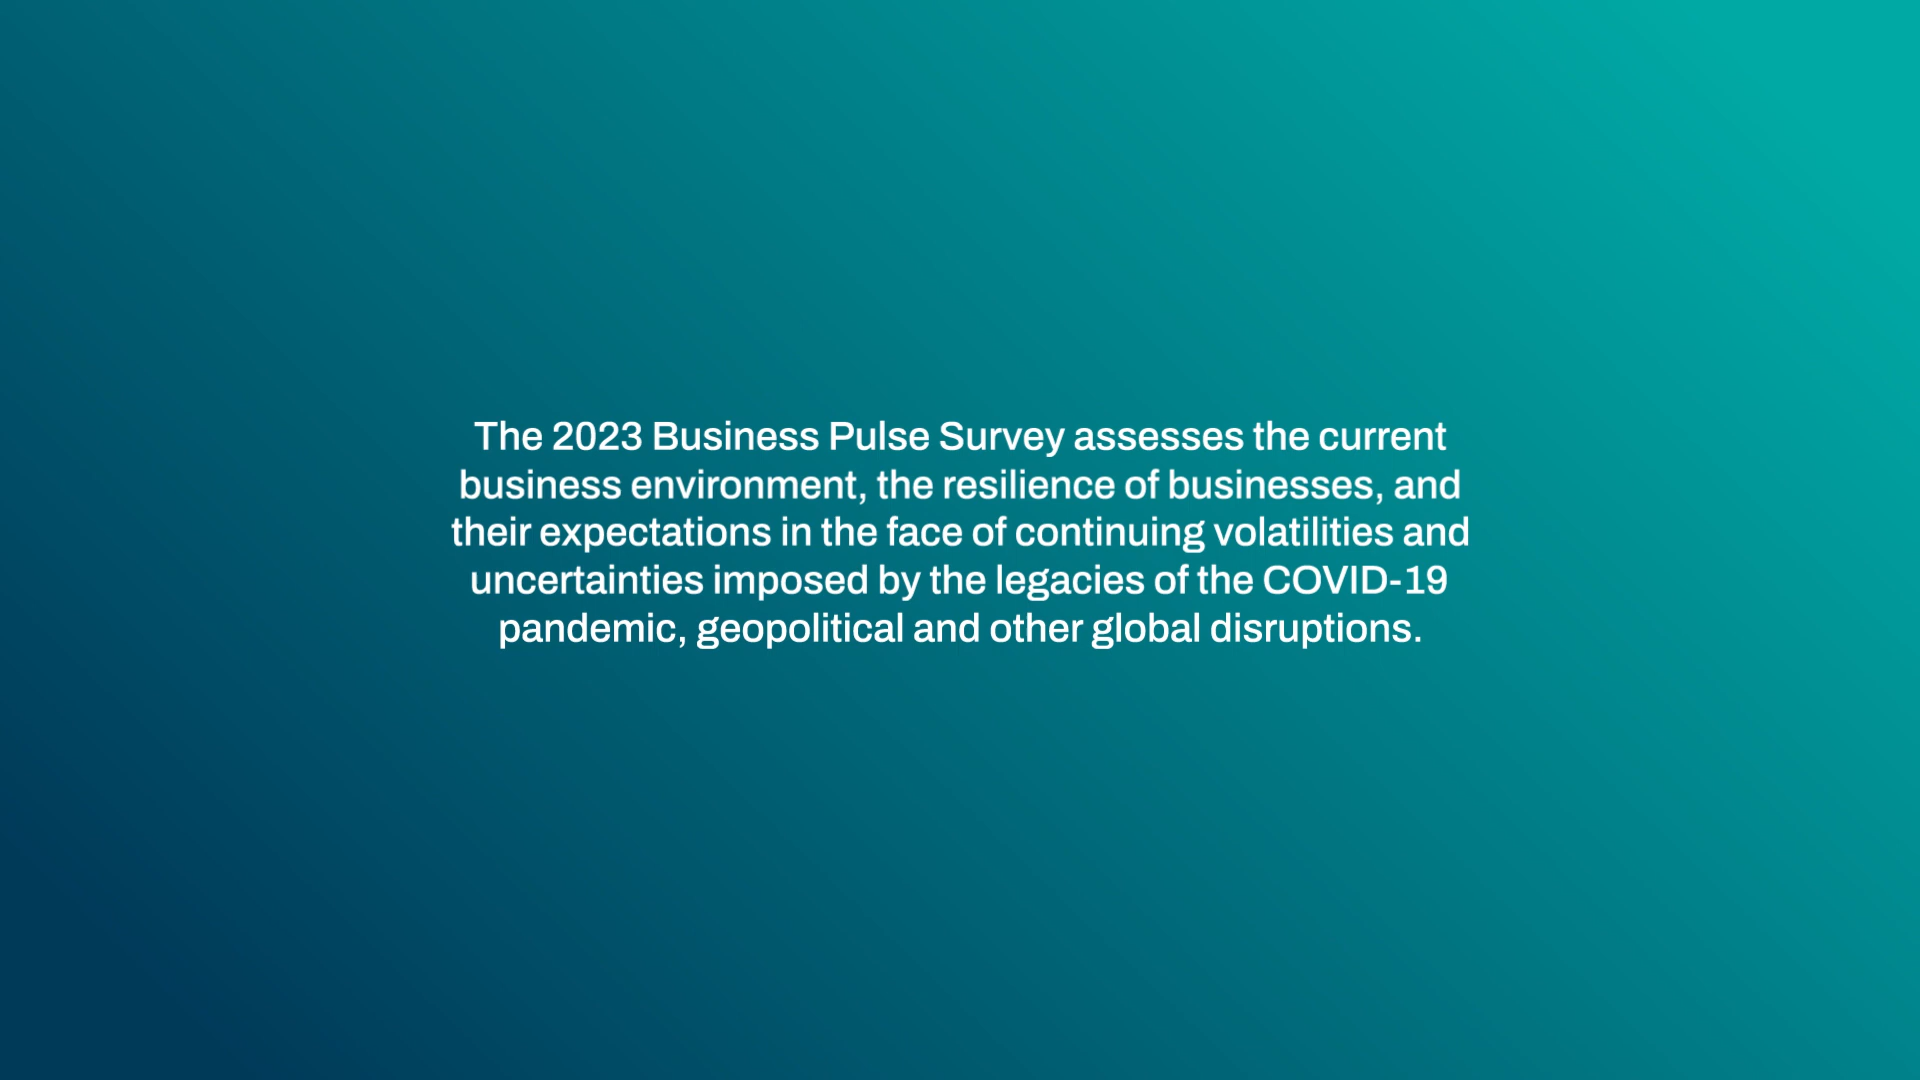 The 2023 Business Pulse Survey assesses the current
business environment, the resilience of businesses, and
their expectations in the face of continuing volatilities and
uncertainties imposed by the legacies of the COVID-19
pandemic, geopolitical and other global disruptions.